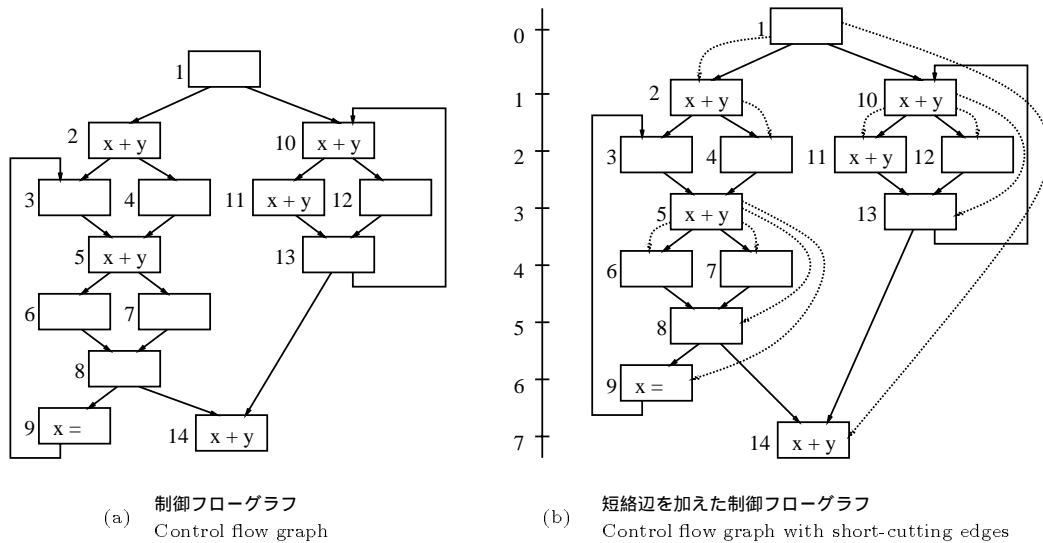 1
2 x + y
10 x + y
3
4
11 x + y
12
5 x + y
13
6
7
8
9 x =
14 x + y
(a) 制御フローグラフ
Control flow graph
0
1
2
3
4
5
6
7
1
2 x + y
10 x + y
3
4
11 x + y
12
5 x + y
13
6
7
8
9 x =
14 x + y
(b) 短絡辺を加えた制御フローグラフ
Control flow graph with short-cutting edges